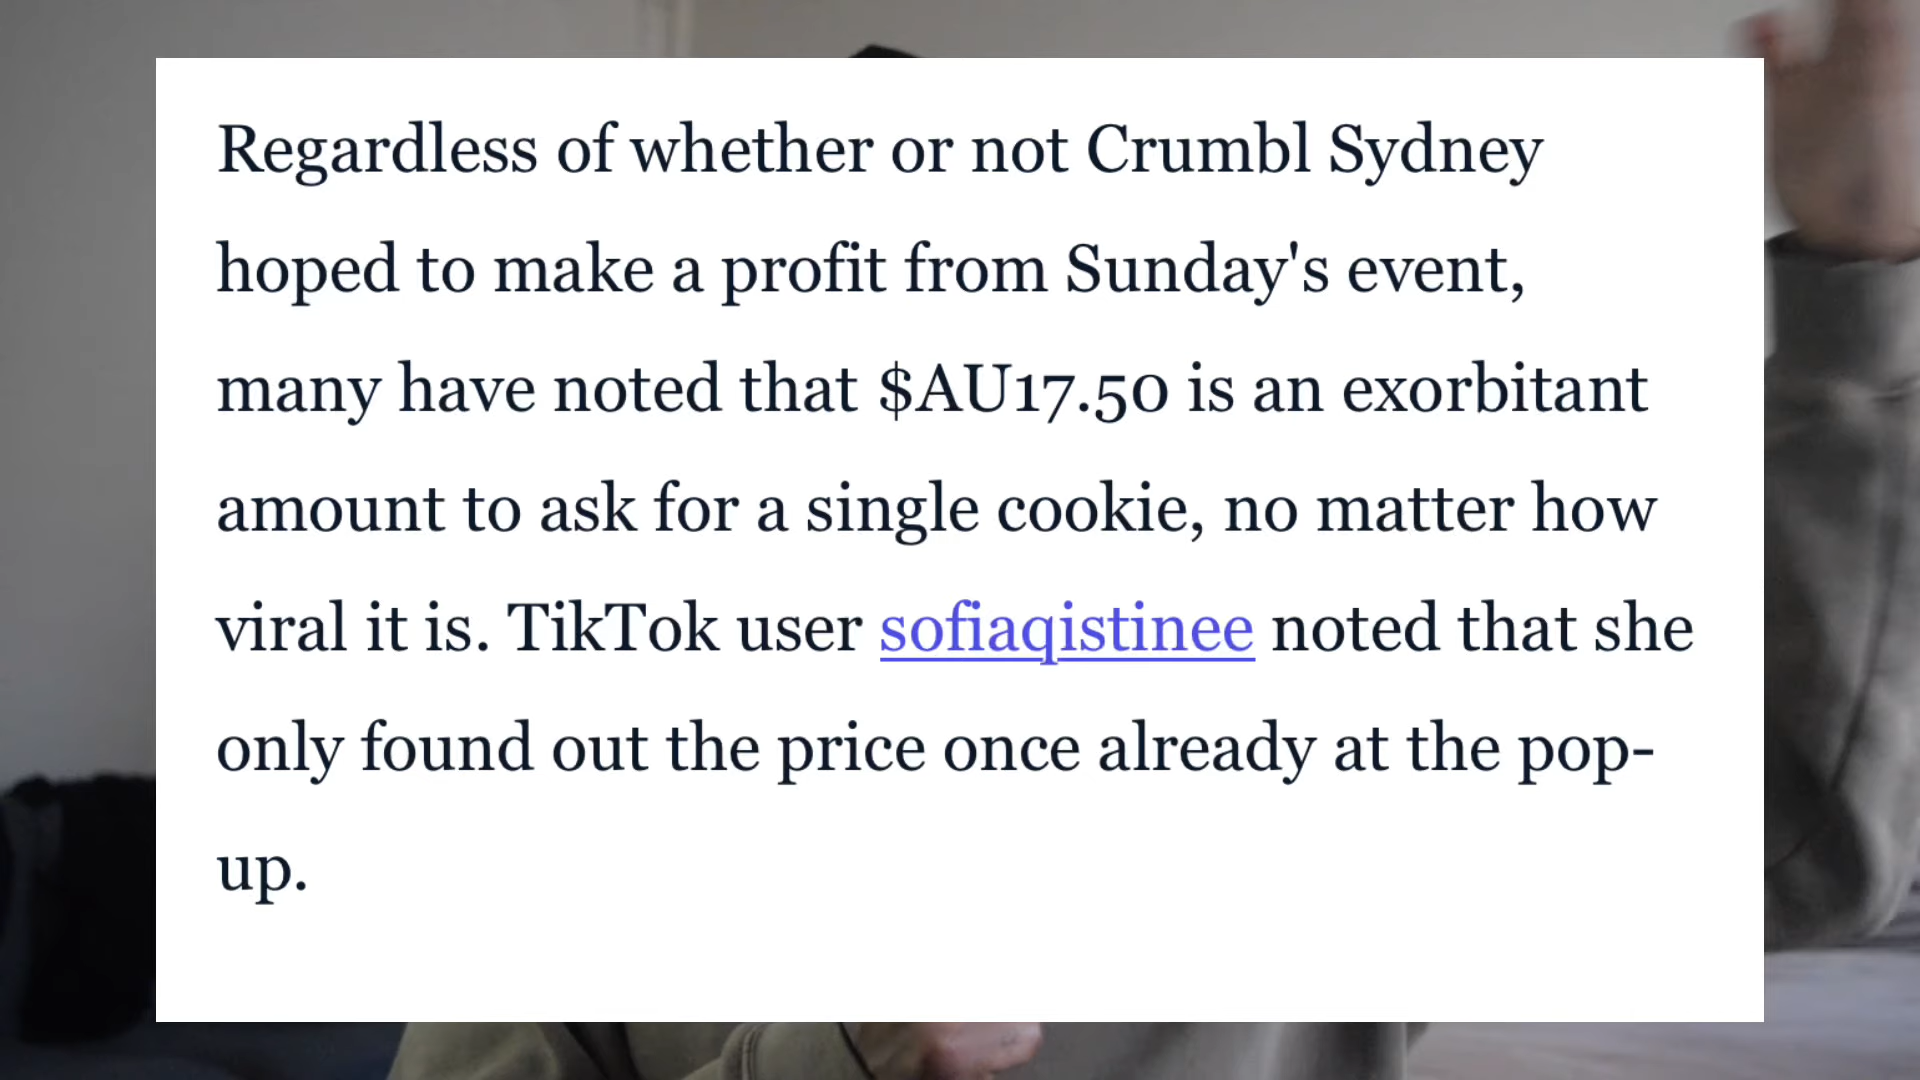 Regardless of whether or not Crumbl Sydney
hoped to make a profit from Sunday's event,
many have noted that $AU17.50 is an exorbitant
amount to ask for a single cookie, no matter how
viral it is. TikTok user sofiaqistinee noted that she
only found out the price once already at the pop-
up.